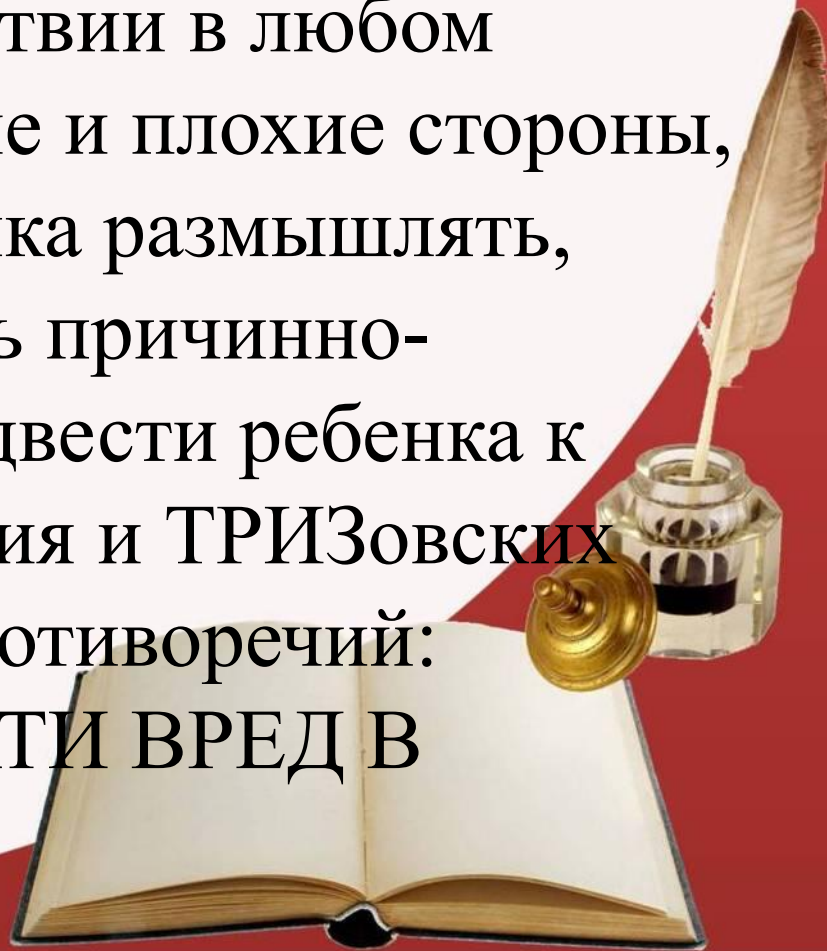 твии в любом
е и плохие стороны,
ка размышлять,
ь причинно-
двести ребенка к
ия и ТРИЗовских
отиворечий:
ТИ ВРЕД В